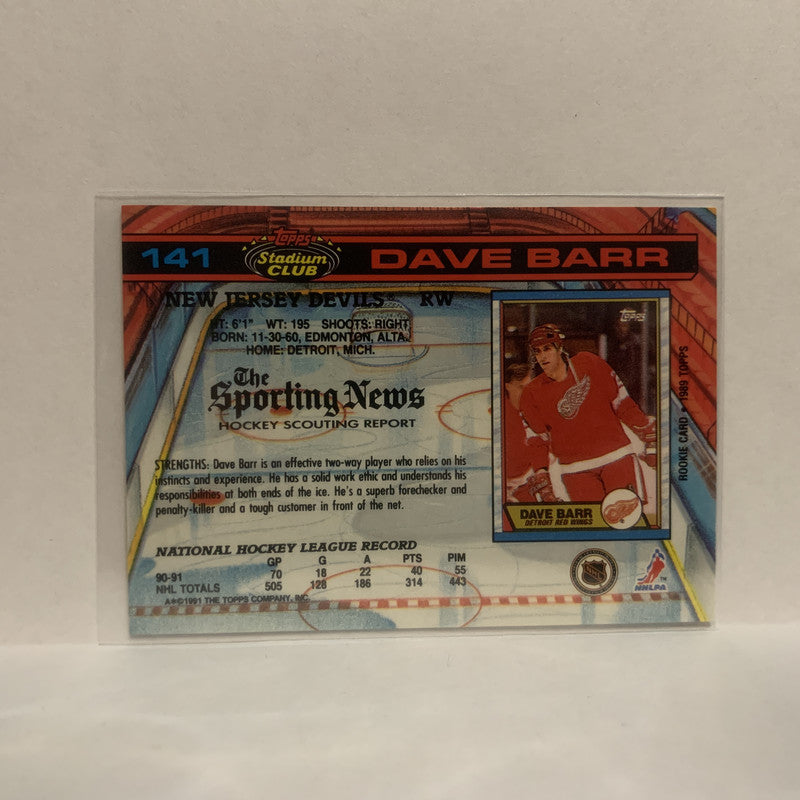 141
Topps
Stadium
CLUB
DAVE BARR
NEW JERSEY DEVILS® RW
HT: 6'1" WT: 195 SHOOTS: RIGHT
BORN: 11-30-60, EDMONTON, ALTA.
HOME: DETROIT, MICH.
The
Sporting News
HOCKEY SCOUTING REPORT
STRENGTHS: Dave Barr is an effective two-way player who relies on his
instincts and experience. He has a solid work ethic and understands his
responsibilities at both ends of the ice. He's a superb forechecker and
penalty-killer and a tough customer in front of the net.
NATIONAL HOCKEY LEAGUE RECORD
GP G A PTS PIM
90-91 70 18 22 40 55
NHL TOTALS 505 128 186 314 443
A*©1991 THE TOPPS COMPANY, INC.
TOPPS
DAVE BARR
DETROIT RED WINGS
ROOKIE CARD • 1989 TOPPS
NHL
NHLPA
TM